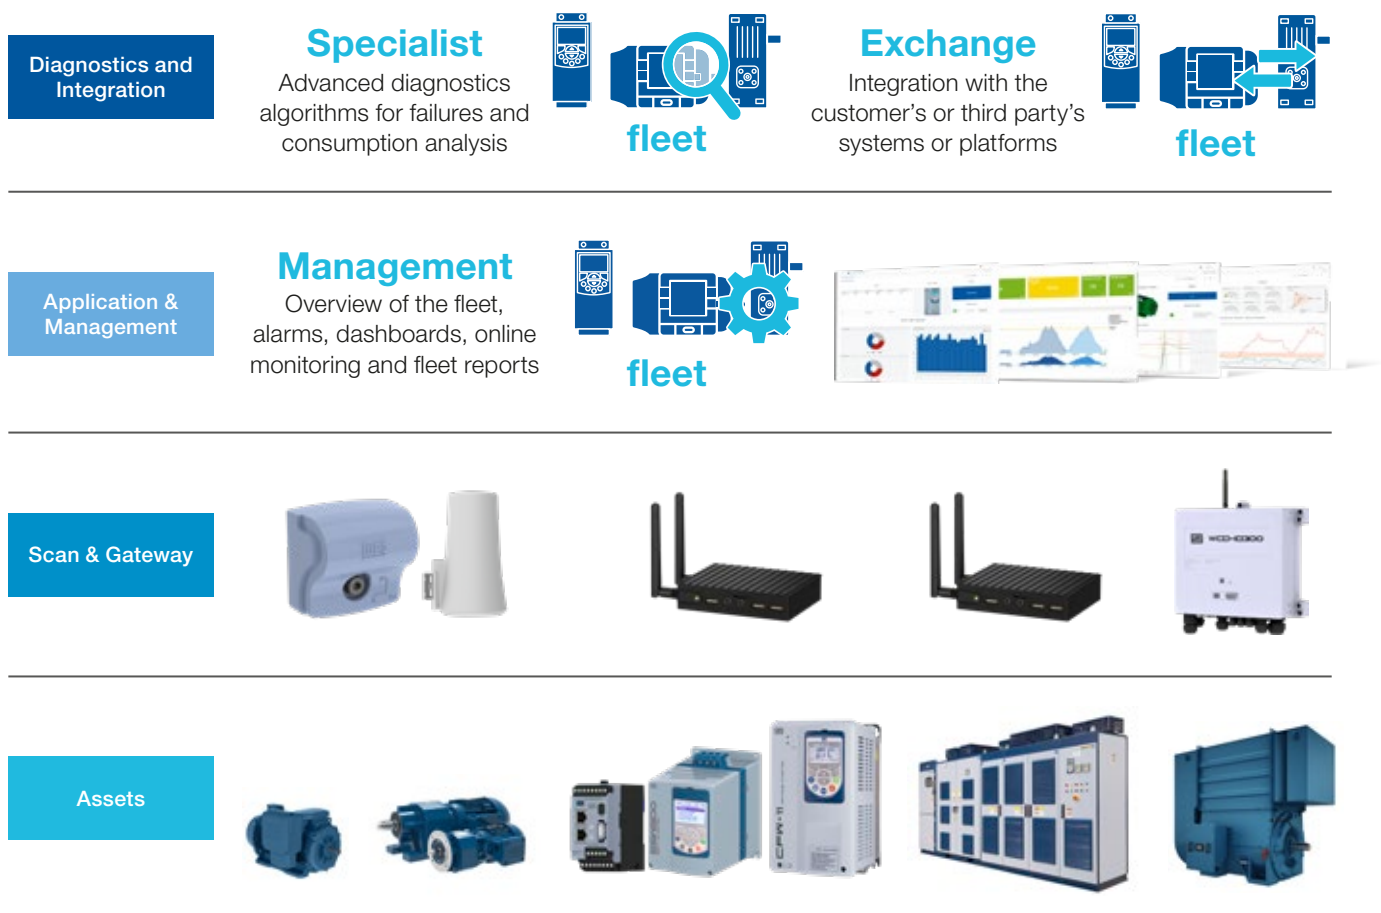 Diagnostics and
Integration
Specialist
Advanced diagnostics
algorithms for failures and
consumption analysis
fleet
Exchange
Integration with the
customer's or third party's
systems or platforms
fleet
Application &
Management
Management
Overview of the fleet,
alarms, dashboards, online
monitoring and fleet reports
fleet
Scan & Gateway
Assets
CFW-11